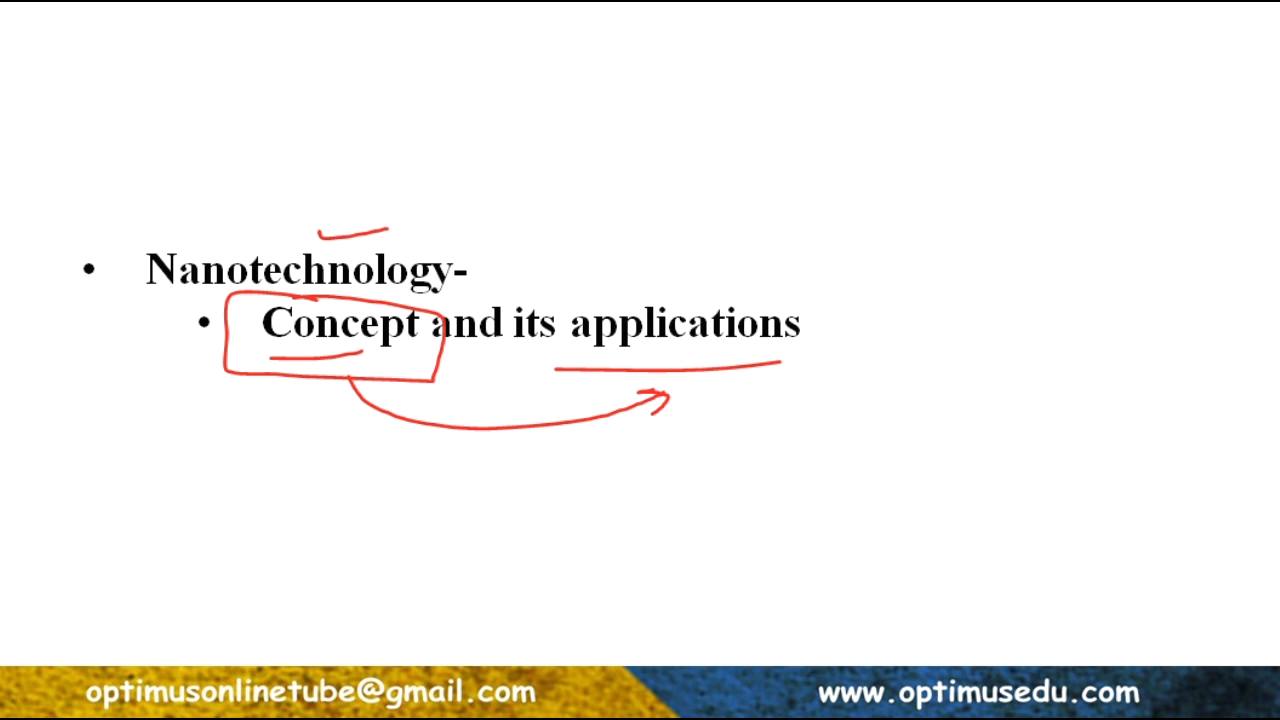 • Nanotechnology-
• Concept and its applications
optimusonlinetube@gmail.com
www.optimusedu.com